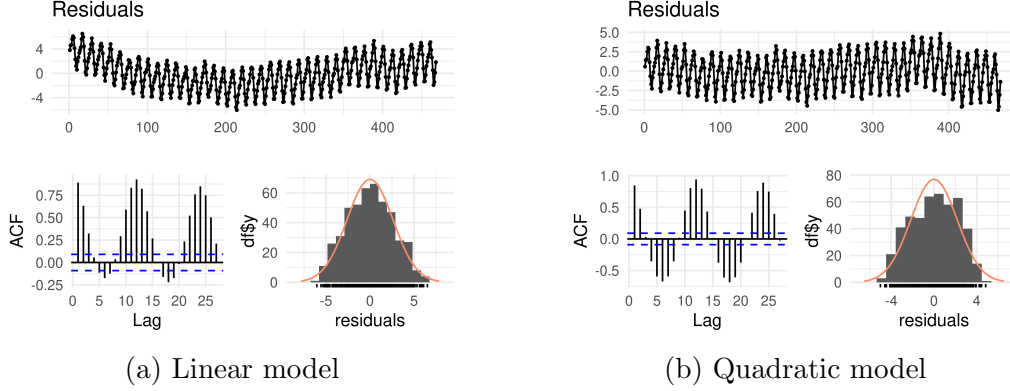 Residuals
4
0
-4
0 100 200 300 400
0.75
0.50
0.25
0.00
-0.25
ACF
0 5 10 15 20 25
Lag
60
40
20
0
df$y
-5 0 5
residuals
(a) Linear model
Residuals
5.0
2.5
0.0
-2.5
-5.0
0 100 200 300 400
1.0
0.5
0.0
-0.5
ACF
0 5 10 15 20 25
Lag
80
60
40
20
0
df$y
-4 0 4
residuals
(b) Quadratic model